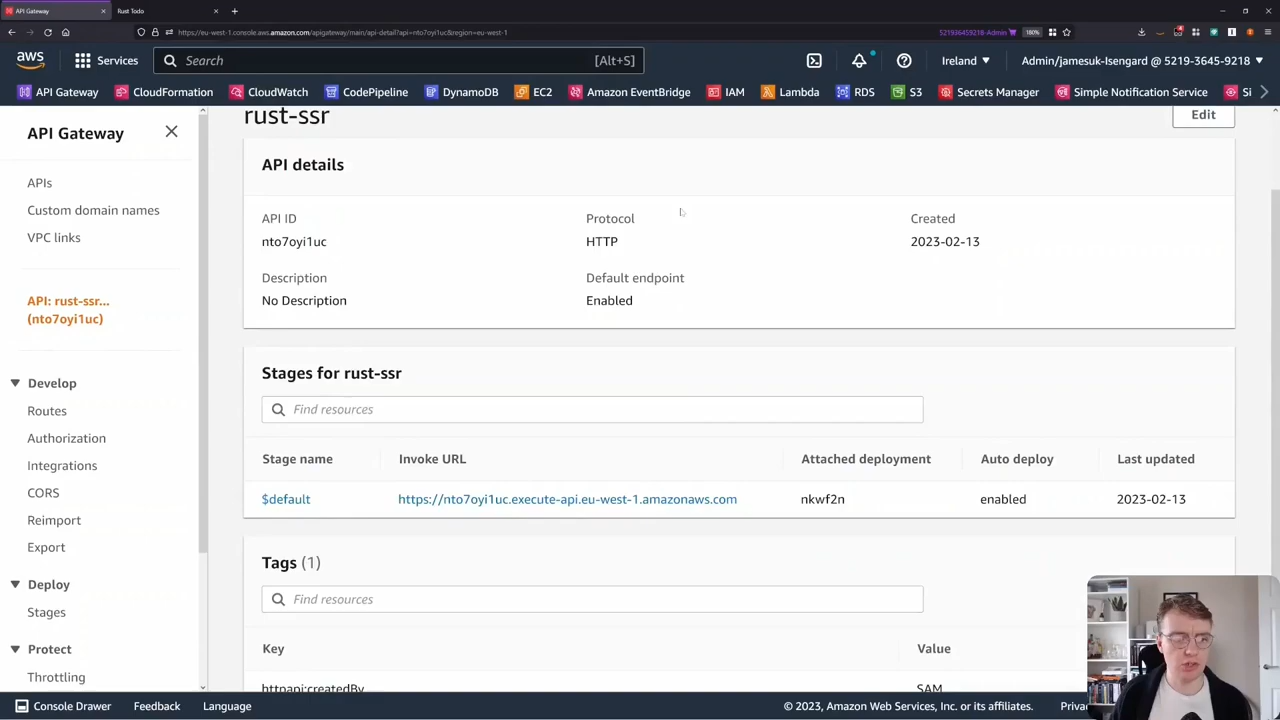 API Gateway
Rust Todo
https://eu-west-1.console.aws.amazon.com/apigateway/main/api-detail?api=nto7oyi1uc&region=eu-west-1
521936459218-Admin
180%
aws
Services
Search
[Alt+S]
Ireland
Admin/jamesuk-Isengard @ 5219-3645-9218
API Gateway
CloudFormation
CloudWatch
CodePipeline
DynamoDB
EC2
Amazon EventBridge
IAM
Lambda
RDS
S3
Secrets Manager
Simple Notification Service
Si
API Gateway
APIs
Custom domain names
VPC links
API: rust-ssr...
(nto7oyi1uc)
Develop
Routes
Authorization
Integrations
CORS
Reimport
Export
Deploy
Stages
Protect
Throttling
rust-ssr
Edit
API details
API ID
Protocol
Created
nto7oyi1uc
HTTP
2023-02-13
Description
Default endpoint
No Description
Enabled
Stages for rust-ssr
Find resources
Stage name
Invoke URL
Attached deployment
Auto deploy
Last updated
$default
https://nto7oyi1uc.execute-api.eu-west-1.amazonaws.com
nkwf2n
enabled
2023-02-13
Tags (1)
Find resources
Key
Value
httpapi:createdBy
SAM
Console Drawer
Feedback
Language
© 2023, Amazon Web Services, Inc. or its affiliates.
Priva